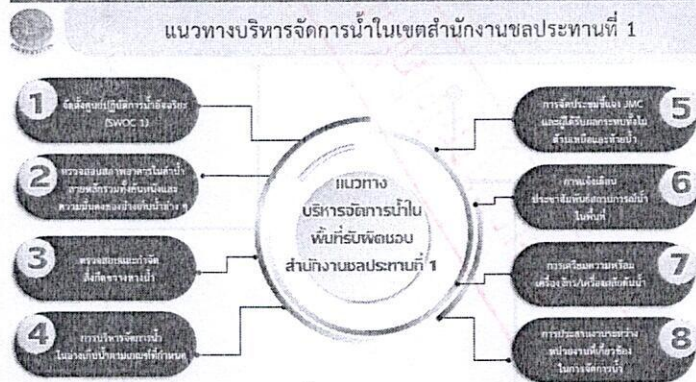 แนวทางบริหารจัดการน้ำในเขตสำนักงานชลประทานที่ 1
1
จัดตั้งศูนย์ปฏิบัติการน้ำอัจฉริยะ
(SWOC 1)
2
ตรวจสอบสภาพอาคารในลำน้ำ
สายหลักรวมทั้งคันหนึ่งและ
ความมั่นคงของอ่างเก็บน้ำต่าง ๆ
3
ตรวจสอบและกำจัด
สิ่งกีดขวางทางน้ำ
4
การบริหารจัดการน้ำ
ในอ่างเก็บน้ำตามเกณฑ์ที่กำหนด
แนวทาง
บริหารจัดการน้ำใน
พื้นที่รับผิดชอบ
สำนักงานชลประทานที่ 1
5
การจัดประชุมชี้แจง JMC
และผู้ได้รับผลกระทบทั้งใน
ด้านเหนือและท้ายน้ำ
6
การแจ้งเตือน
ประชาสัมพันธ์สถานการณ์น้ำ
ในพื้นที่
7
การเตรียมความพร้อม
เครื่องจักร/เครื่องผลักดันน้ำ
8
การประสานงานระหว่าง
หน่วยงานที่เกี่ยวข้อง
ในการจัดการน้ำ